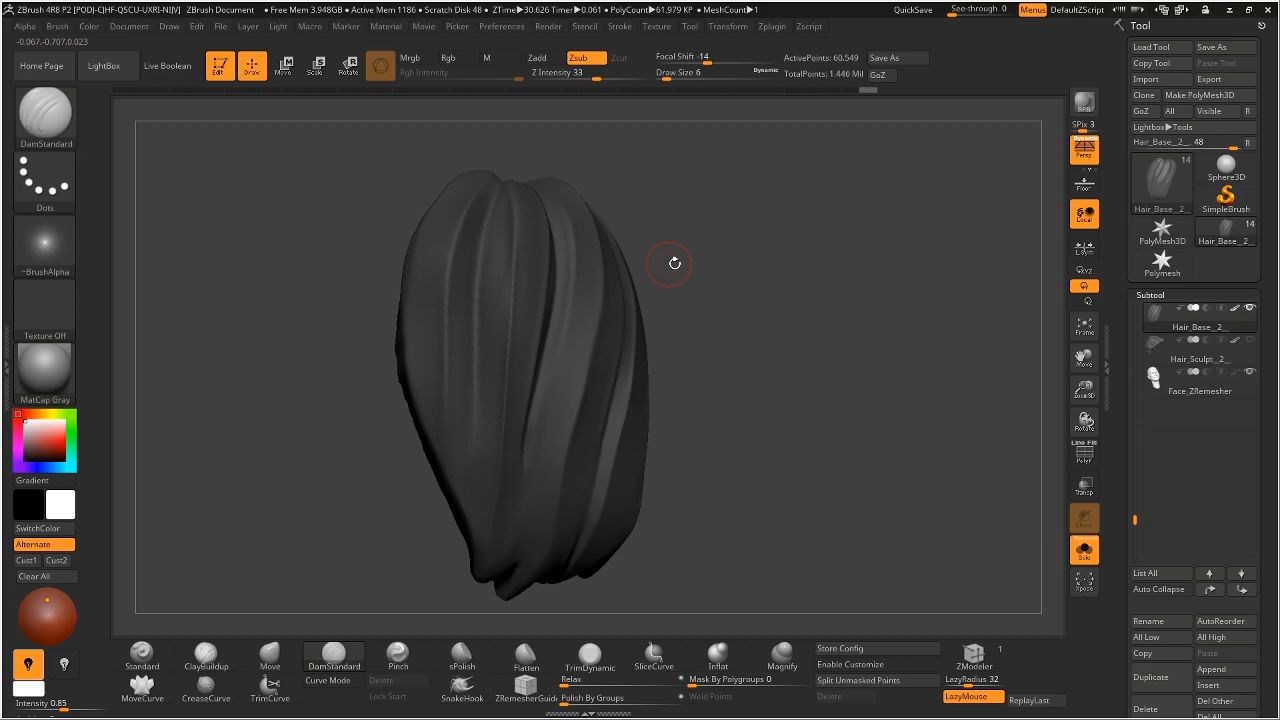 ZBrush 4R8 P2 [PODJ-CJHF-QSCU-UXRI-NIJV] ZBrush Document • Free Mem 3.948GB • Active Mem 1186 • Scratch Disk 48 • ZTime▶30.626 Timer▶0.061 • PolyCount▶61,979 KP • MeshCount▶1
QuickSave See-through 0 Menus DefaultZScript
Alpha Brush Color Document Draw Edit File Layer Light Macro Marker Material Movie Picker Preferences Render Stencil Stroke Texture Tool Transform Zplugin Zscript
-0.067,-0.707,0.023
Home Page
LightBox
Live Boolean
Edit
Draw
Move
Scale
Rotate
Mrgb Rgb M Zadd Zsub Zcut
Rgb Intensity Z Intensity 33
Focal Shift -14
Draw Size 6 Dynamic
ActivePoints: 60,549
TotalPoints: 1.446 Mil
Save As
GoZ
DamStandard
Dots
~BrushAlpha
Texture Off
MatCap Gray
Gradient
SwitchColor
Alternate
Cust1 Cust2
Clear All
Intensity 0.85
BPR
SPix 3
Dynamic
Persp
Floor
Local
L.Sym
XYZ
Frame
Move
Zoom3D
Rotate
Line Fill
PolyF
Transp
Ghost
Dynamic
Solo
Xpose
Tool
Load Tool Save As
Copy Tool Paste Tool
Import Export
Clone Make PolyMesh3D
GoZ All Visible R
Lightbox▶Tools
Hair_Base__2__. 48 R
14
Hair_Base__2_
Sphere3D
SimpleBrush
PolyMesh3D
14
Hair_Base__2_
Polymesh
Subtool
Hair_Base__2_
Hair_Sculpt__2_
Face_ZRemesher
List All
Auto Collapse
Rename AutoReorder
All Low All High
Copy Paste
Duplicate Append
Insert
Delete Del Other
Del All
Standard ClayBuildup Move DamStandard Pinch sPolish Flatten TrimDynamic SliceCurve Inflat Magnify
MoveCurve CreaseCurve TrimCurve Curve Mode Delete
Lock Start
SnakeHook ZRemesherGuide
Relax
Polish By Groups
Mask By Polygroups 0
Weld Points
Store Config
Enable Customize
Split Unmasked Points
Delete
ZModeler 1
LazyRadius 32
LazyMouse ReplayLast